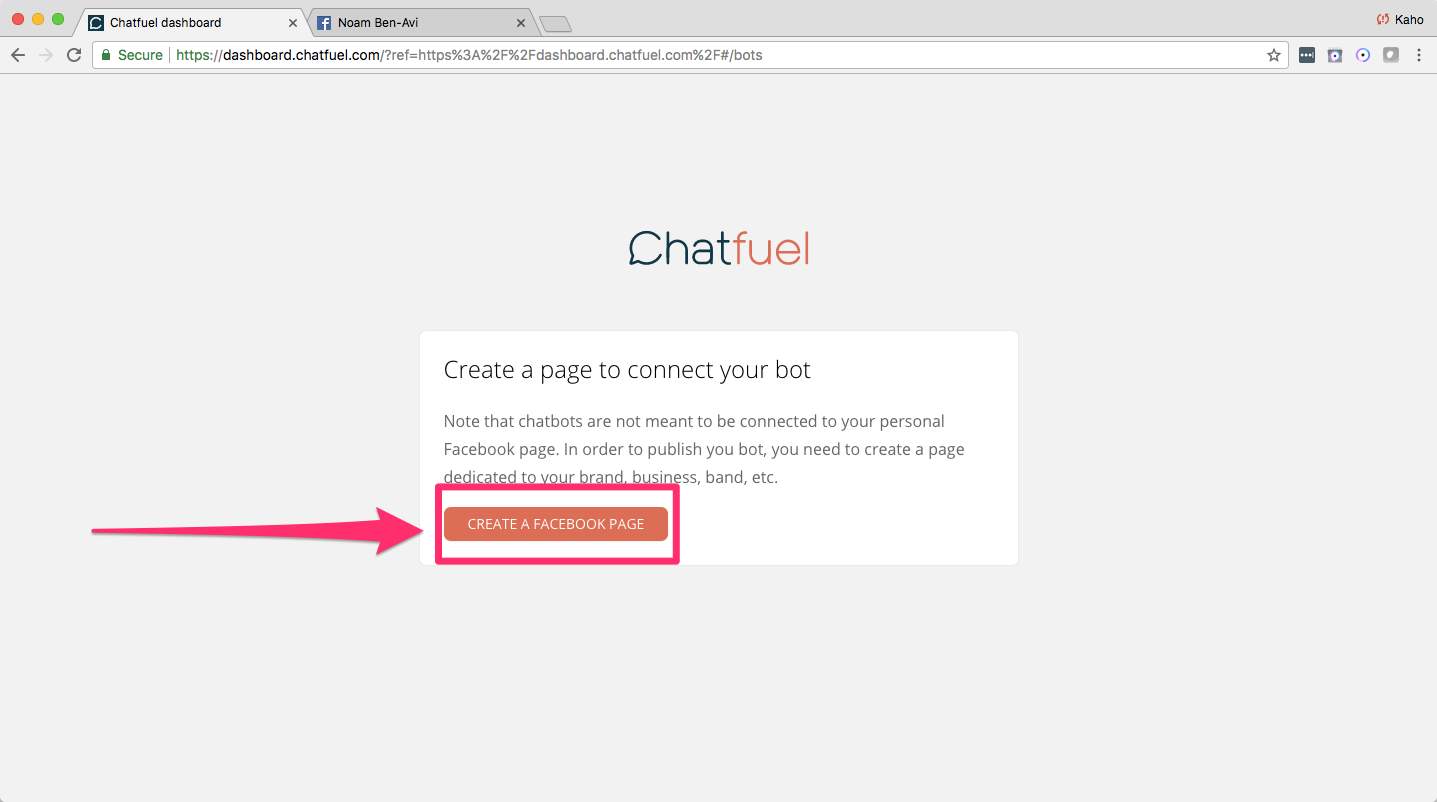 Chatfuel dashboard
Noam Ben-Avi
Kaho
Secure
https://dashboard.chatfuel.com/?ref=https%3A%2F%2Fdashboard.chatfuel.com%2F#/bots
Chatfuel
Create a page to connect your bot
Note that chatbots are not meant to be connected to your personal
Facebook page. In order to publish you bot, you need to create a page
dedicated to your brand, business, band, etc.
CREATE A FACEBOOK PAGE